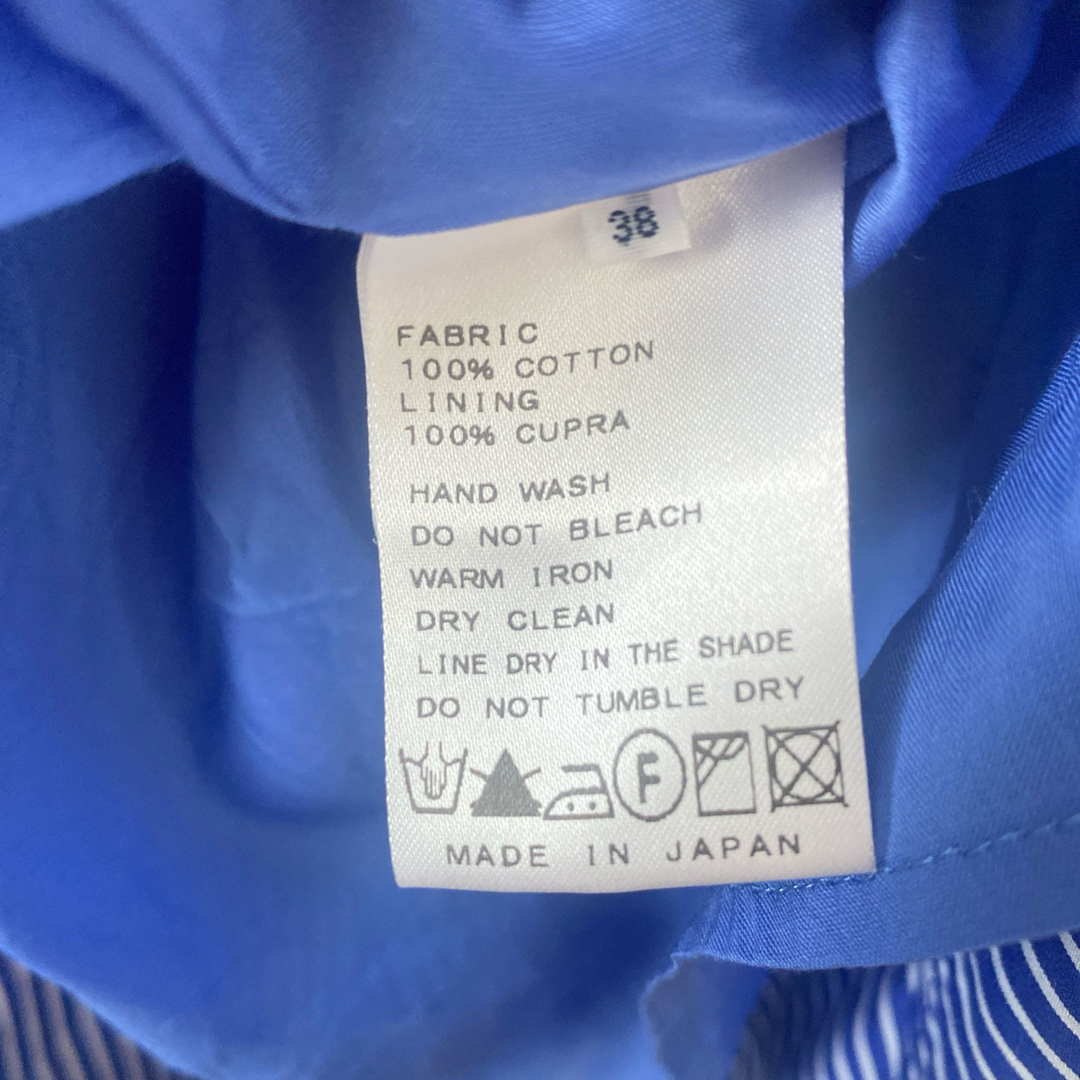 38
FABRIC
100% COTTON
LINING
100% CUPRA
HAND WASH
DO NOT BLEACH
WARM IRON
DRY CLEAN
LINE DRY IN THE SHADE
DO NOT TUMBLE DRY
F
MADE IN JAPAN